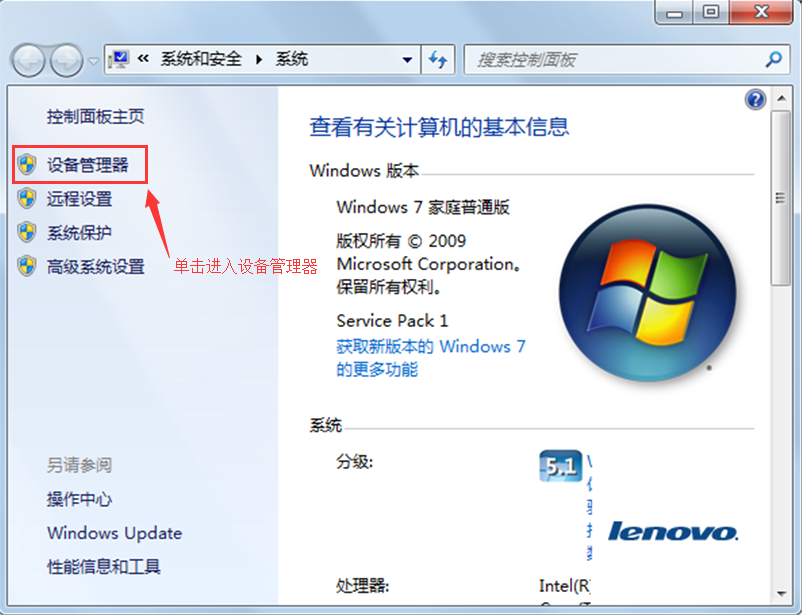 « 系统和安全 ▸ 系统
搜索控制面板
控制面板主页
设备管理器
远程设置
系统保护
高级系统设置
单击进入设备管理器
另请参阅
操作中心
Windows Update
性能信息和工具
查看有关计算机的基本信息
Windows 版本
Windows 7 家庭普通版
版权所有 © 2009
Microsoft Corporation。
保留所有权利。
Service Pack 1
获取新版本的 Windows 7
的更多功能
系统
分级:
5.1
lenovo
处理器:
Intel(R)